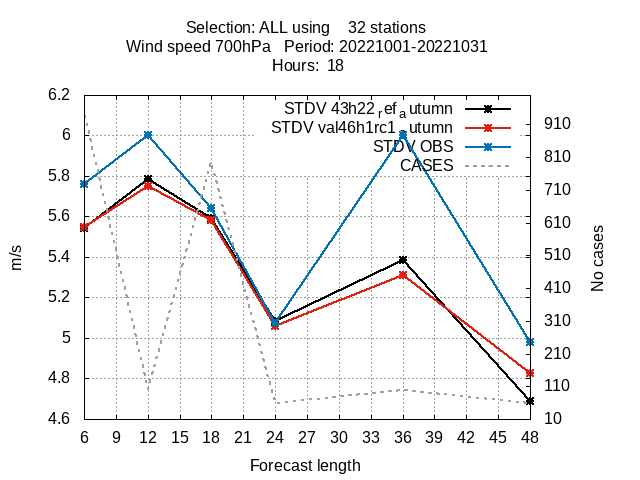 Selection: ALL using    32 stations
Wind speed 700hPa   Period: 20221001-20221031
Hours:  18
STDV 43h22_ref_autumn
STDV val46h1rc1_autumn
STDV OBS
CASES
6.2
6
5.8
5.6
5.4
5.2
5
4.8
4.6
m/s
910
810
710
610
510
410
310
210
110
10
No cases
6 9 12 15 18 21 24 27 30 33 36 39 42 45 48
Forecast length